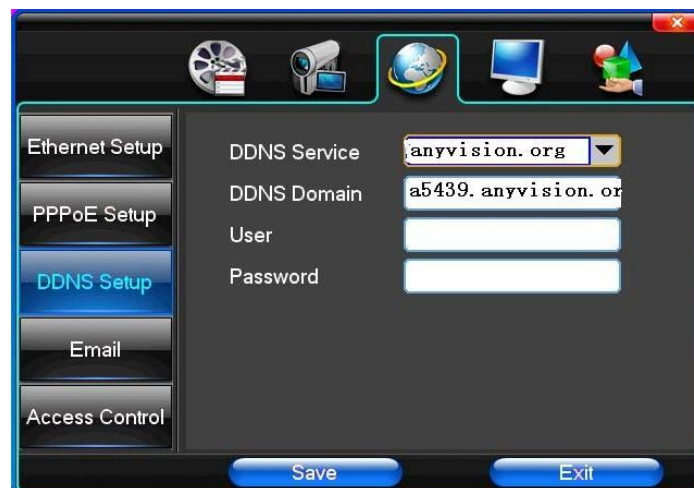 Ethernet Setup
PPPoE Setup
DDNS Setup
Email
Access Control
DDNS Service anyvision.org
DDNS Domain a5439.anyvision.or
User
Password
Save
Exit